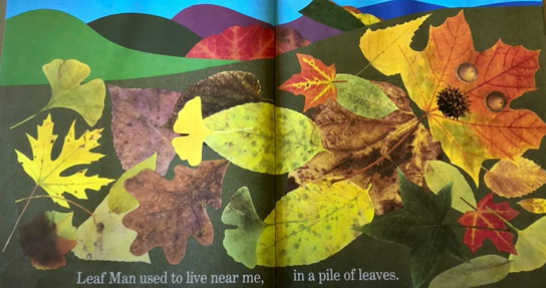 Leaf Man used to live near me, in a pile of leaves.